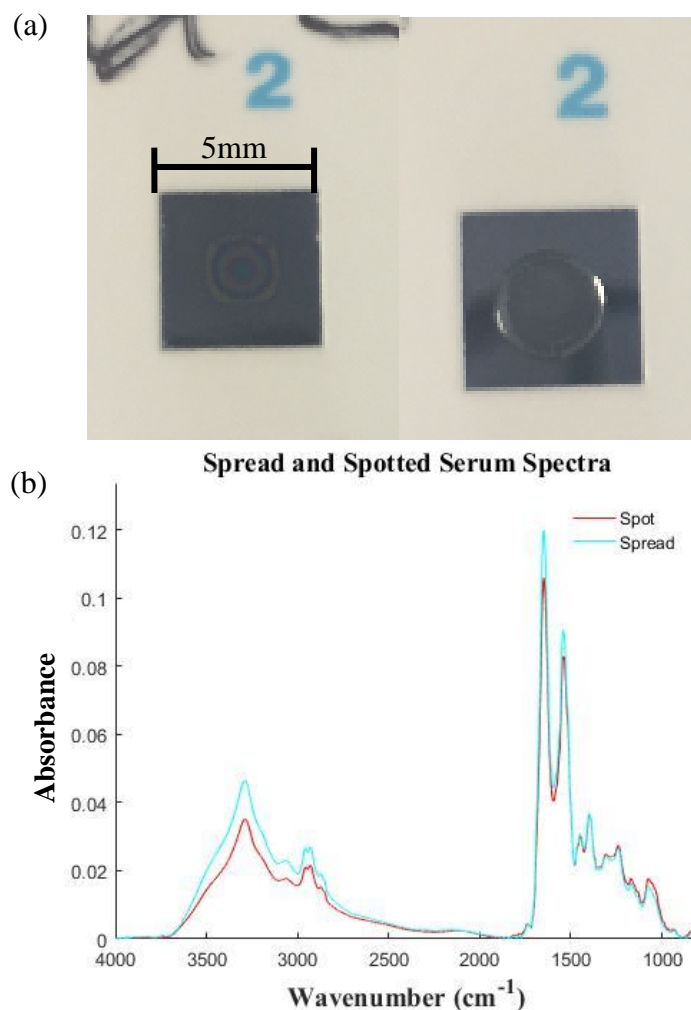 (a)
2
2
5mm
Spread and Spotted Serum Spectra
(b)
0.12
Spot
Spread
0.1
0.08
Absorbance
0.06
0.04
0.02
0
4000 3500 3000 2500 2000 1500 1000
Wavenumber (cm⁻¹)